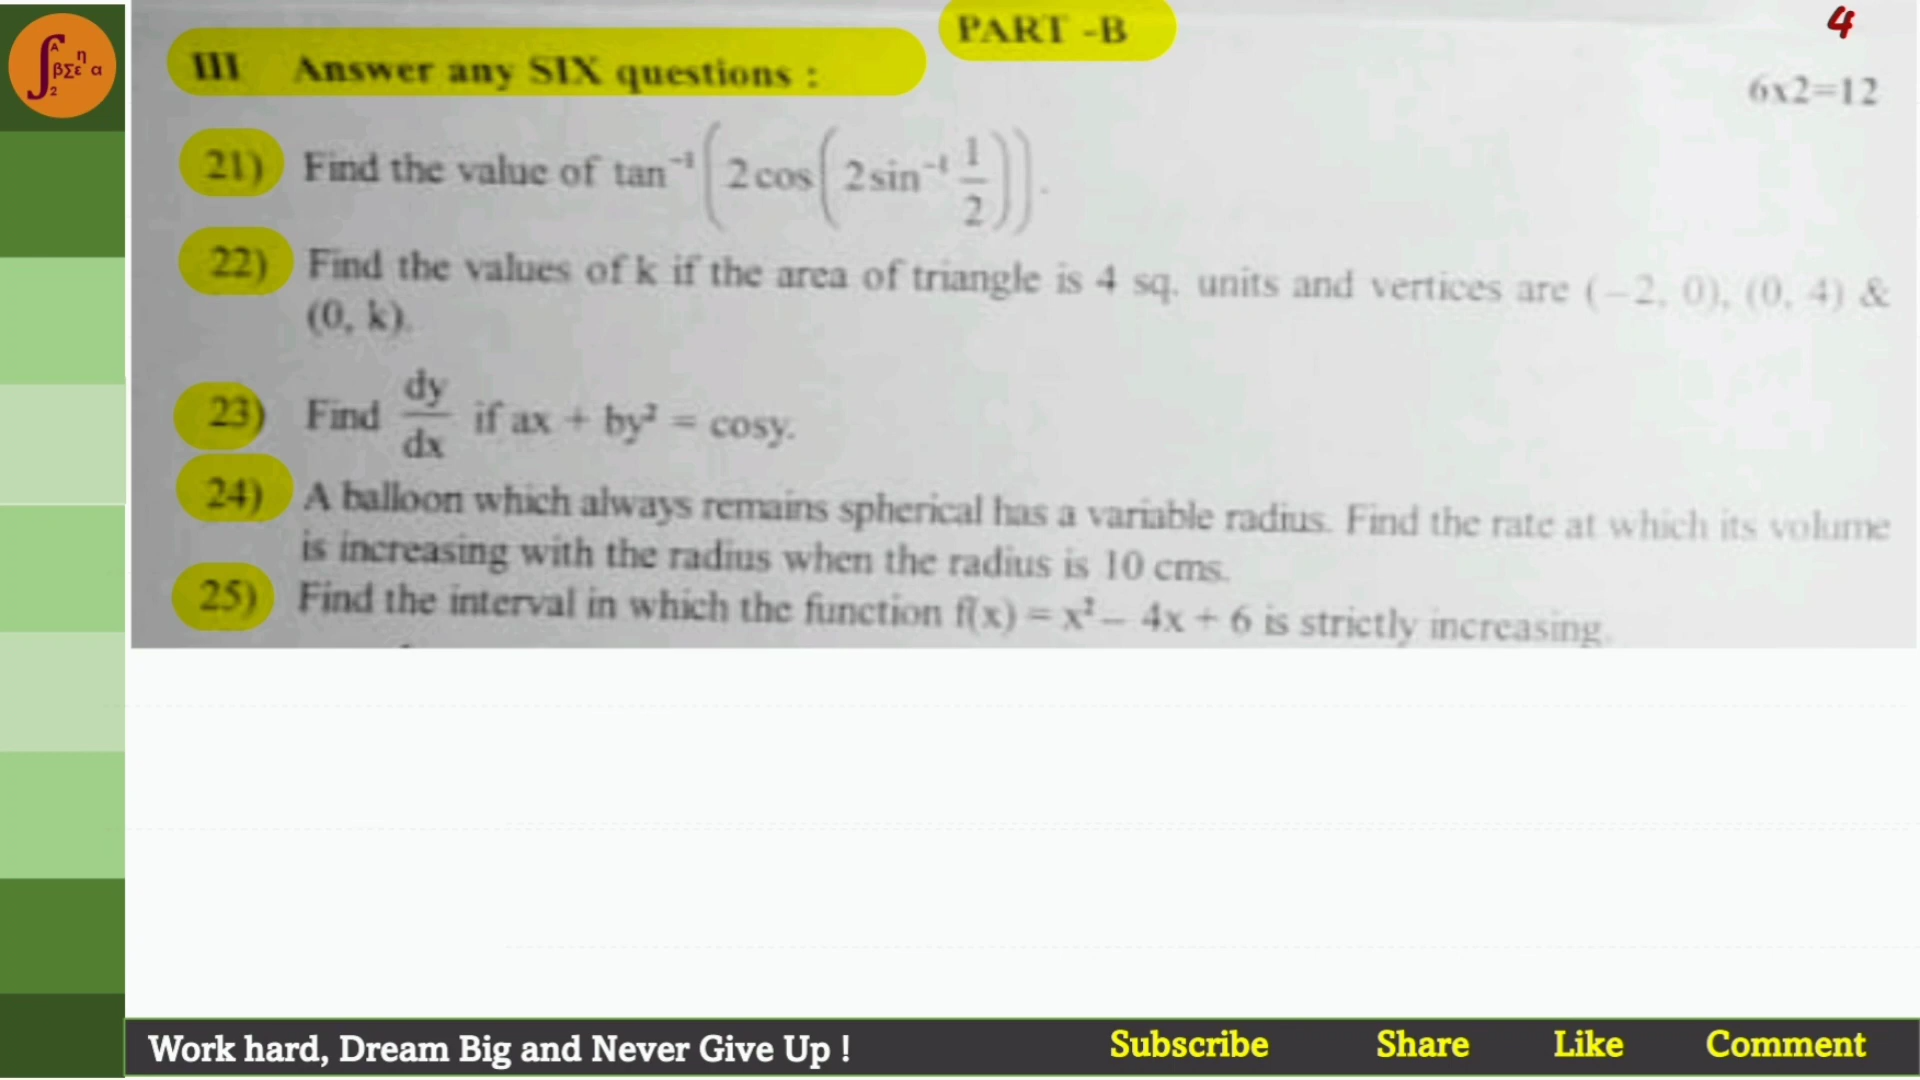 PART -B
4
III Answer any SIX questions :
6x2=12
21) Find the value of tan⁻¹(2cos(2sin⁻¹ 1/2)).
22) Find the values of k if the area of triangle is 4 sq. units and vertices are (−2, 0), (0, 4) &
(0, k).
23) Find dy/dx if ax + by² = cosy.
24) A balloon which always remains spherical has a variable radius. Find the rate at which its volume
is increasing with the radius when the radius is 10 cms.
25) Find the interval in which the function f(x) = x² − 4x + 6 is strictly increasing.
Work hard, Dream Big and Never Give Up !
Subscribe Share Like Comment